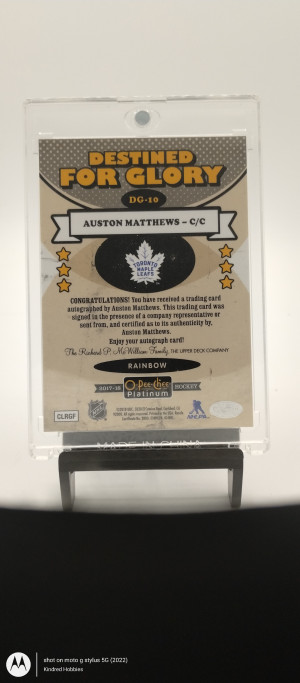 DESTINED
FOR GLORY
DG-10
AUSTON MATTHEWS ~ C/C
TORONTO
MAPLE
LEAFS
CONGRATULATIONS! You have received a trading card
autographed by Auston Matthews. This trading card was
signed in the presence of a company representative or
sent from, and certified as to its authenticity by,
Auston Matthews.
Enjoy your autograph card!
The Richard P. McWilliam Family, THE UPPER DECK COMPANY
RAINBOW
2017-18 O-Pee-Chee HOCKEY
Platinum
CLRGF
NHL
NHLPA
MADE IN CHINA
shot on moto g stylus 5G (2022)
Kindred Hobbies